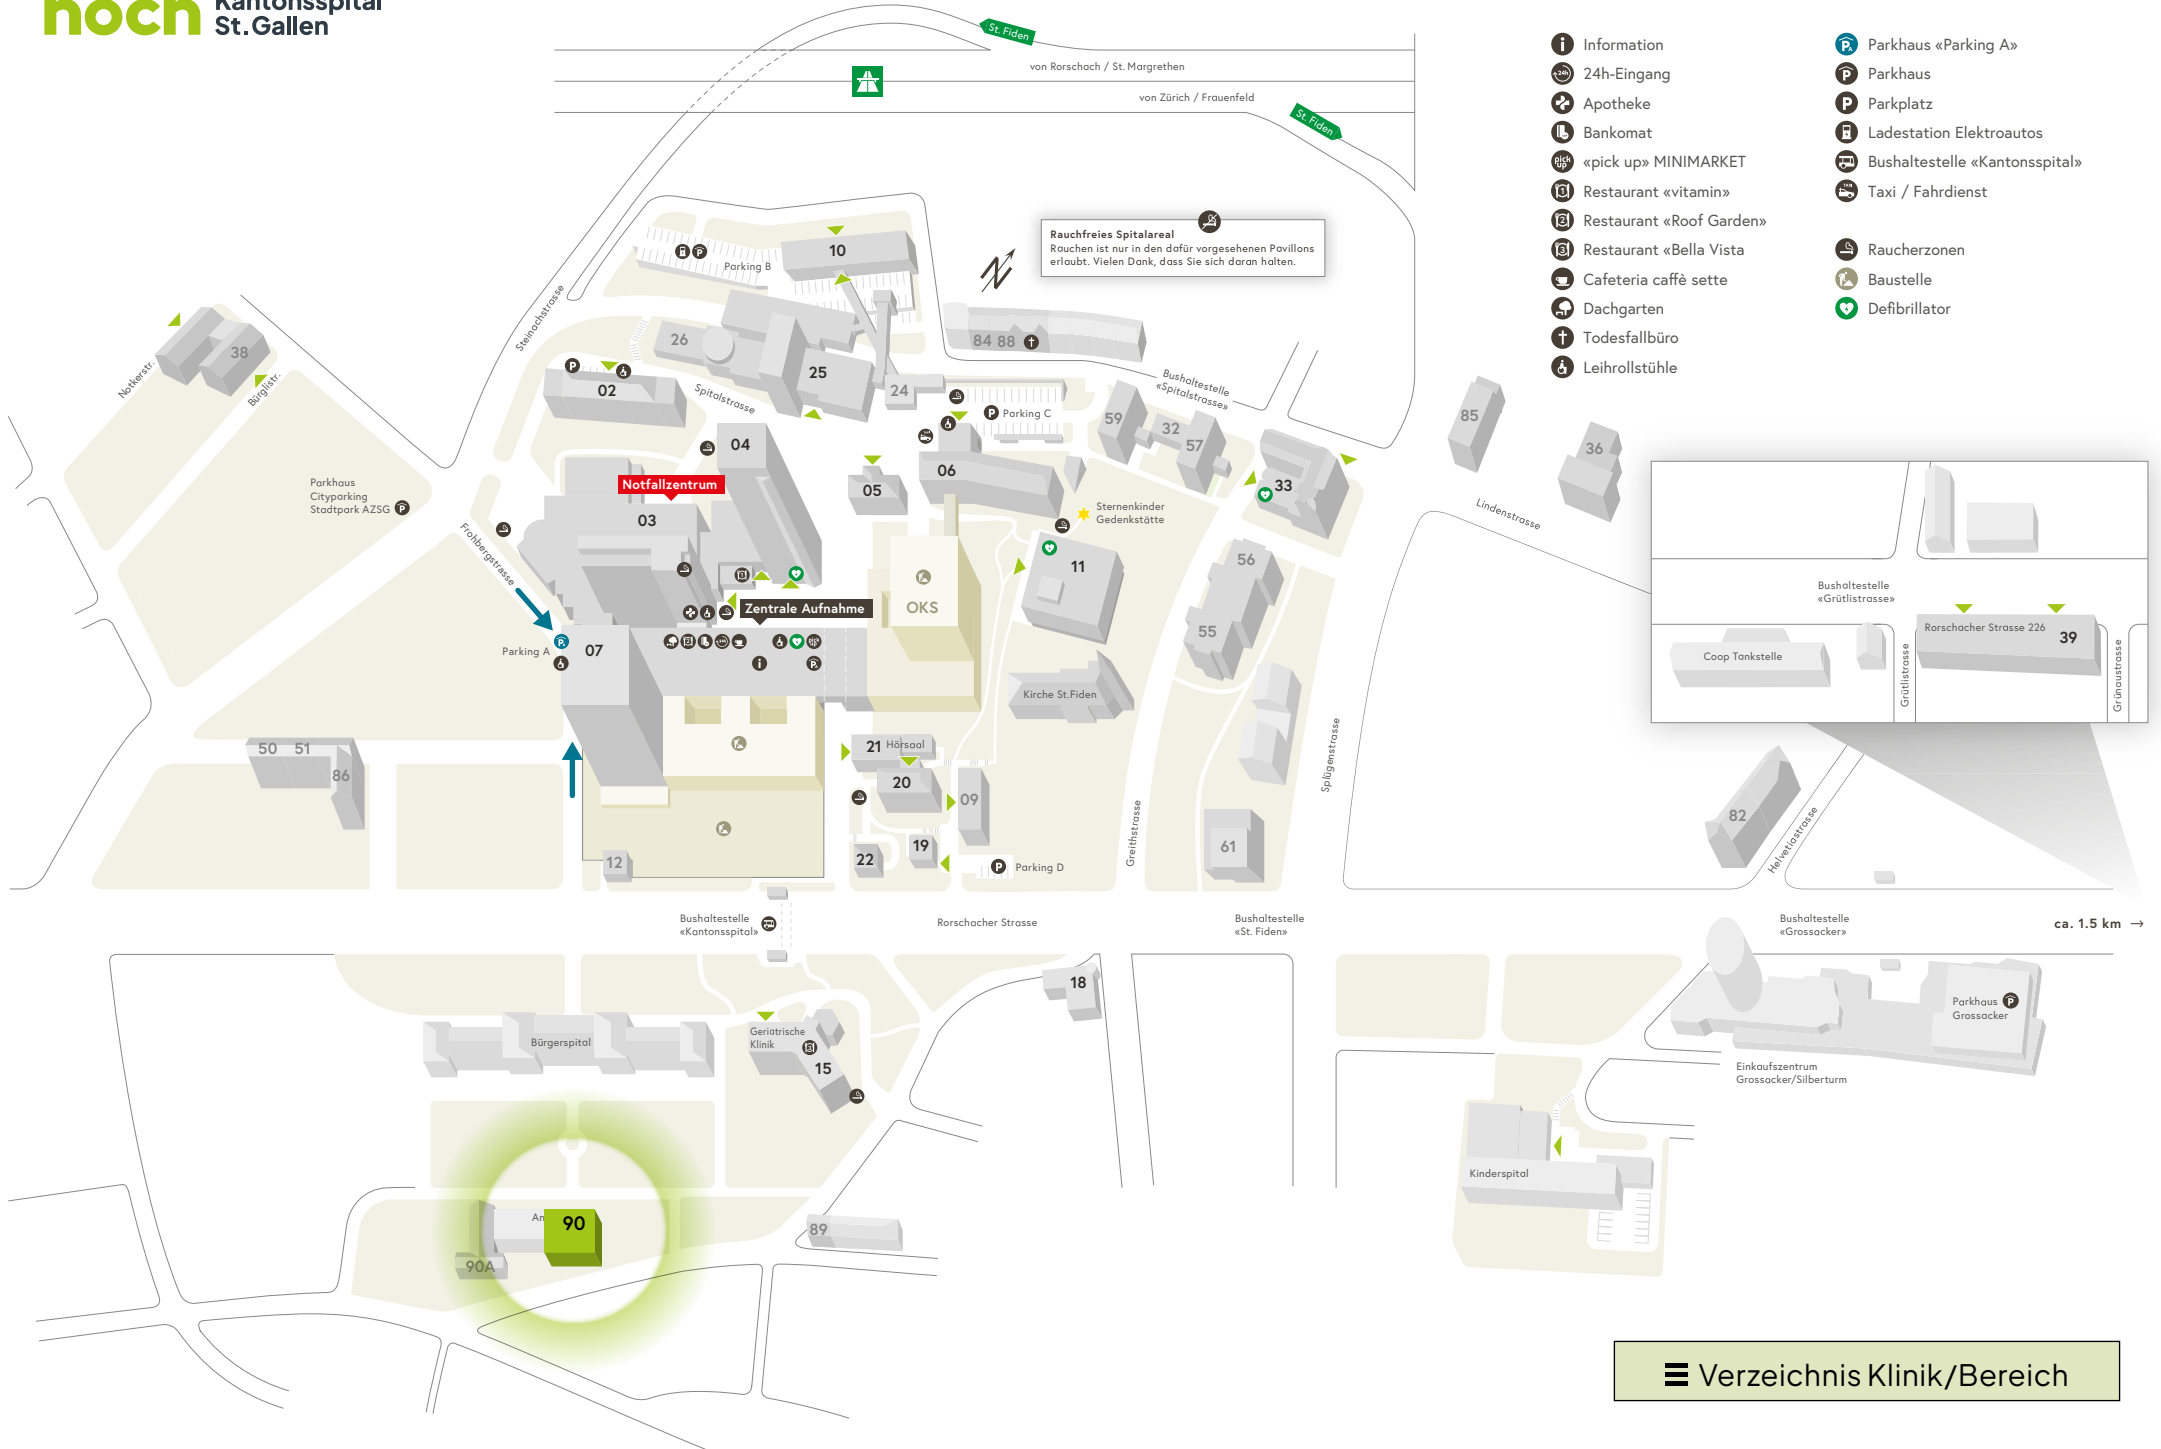 noch Kantonsspital
St.Gallen
St. Fiden
von Rorschach / St. Margrethen
von Zürich / Frauenfeld
St. Fiden
Information
24h-Eingang
Apotheke
Bankomat
«pick up» MINIMARKET
Restaurant «vitamin»
Restaurant «Roof Garden»
Restaurant «Bella Vista
Cafeteria caffè sette
Dachgarten
Todesfallbüro
Leihrollstühle
Parkhaus «Parking A»
Parkhaus
Parkplatz
Ladestation Elektroautos
Bushaltestelle «Kantonsspital»
Taxi / Fahrdienst
Raucherzonen
Baustelle
Defibrillator
Rauchfreies Spitalareal
Rauchen ist nur in den dafür vorgesehenen Pavillons
erlaubt. Vielen Dank, dass Sie sich daran halten.
N
10
Parking B
Steinachstrasse
26
84 88
38
Notkerstr.
Bürglistr.
02
Spitalstrasse
25
24
Bushaltestelle
«Spitalstrasse»
Parking C
59
32
57
85
36
04
06
05
33
Notfallzentrum
03
Parkhaus
Cityparking
Stadtpark AZSG
Frohbergstrasse
Sternenkinder
Gedenkstätte
Lindenstrasse
11
56
55
OKS
Zentrale Aufnahme
Parking A
07
Kirche St.Fiden
Bushaltestelle
«Grütlistrasse»
Rorschacher Strasse 226
39
Coop Tankstelle
Grütlistrasse
Grünaustrasse
50 51
86
21 Hörsaal
20
09
Splügenstrasse
Greithstrasse
82
Helvetiastrasse
12
22
19
Parking D
61
Bushaltestelle
«Kantonsspital»
Rorschacher Strasse
Bushaltestelle
«St. Fiden»
Bushaltestelle
«Grossacker»
ca. 1.5 km →
18
Parkhaus
Grossacker
Bürgerspital
Geriatrische
Klinik
15
Einkaufszentrum
Grossacker/Silberturm
Kinderspital
An
90
90A
89
Verzeichnis Klinik/Bereich